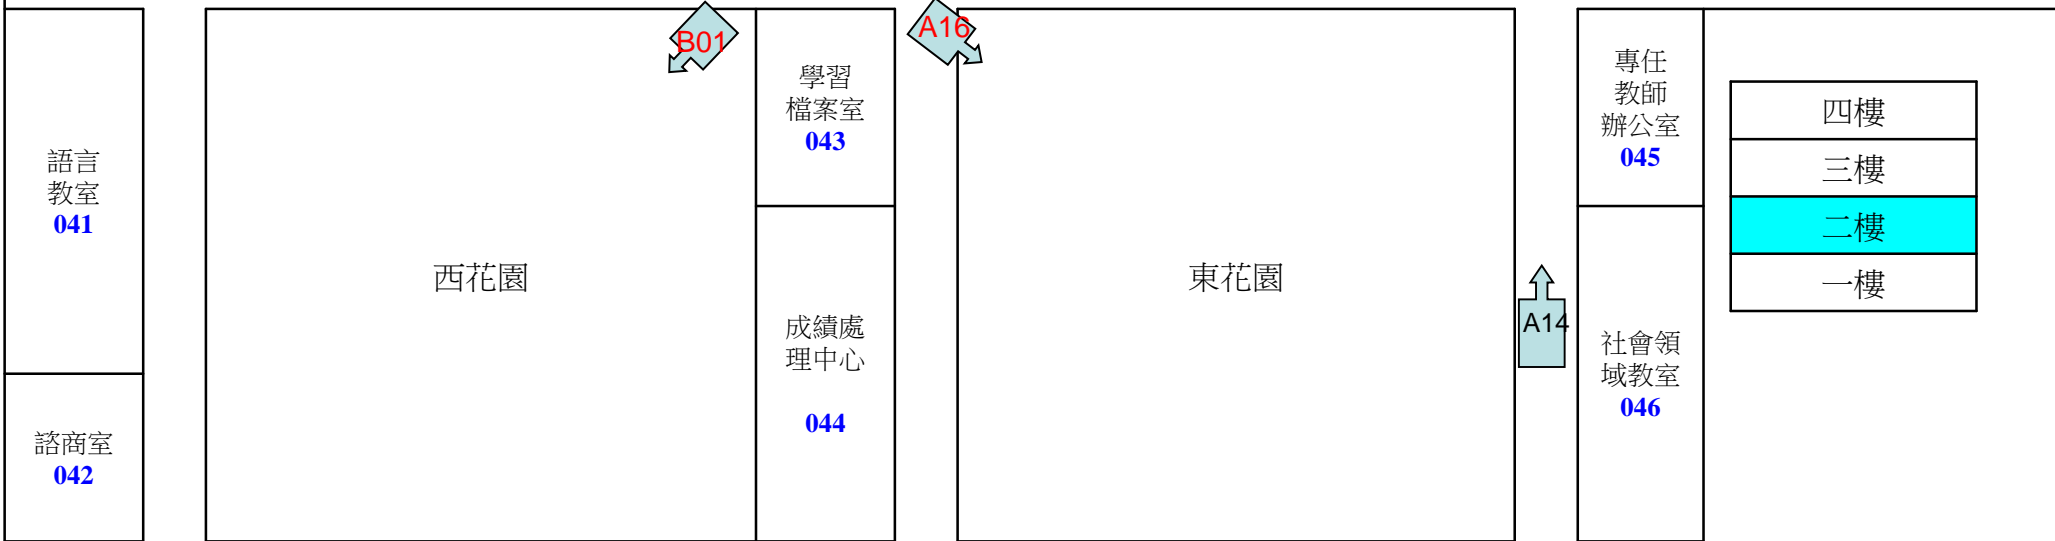 語言
教室
041
諮商室
042
西花園
B01
學習
檔案室
043
成績處
理中心
044
A16
東花園
A14
專任
教師
辦公室
045
社會領
域教室
046
四樓
三樓
二樓
一樓